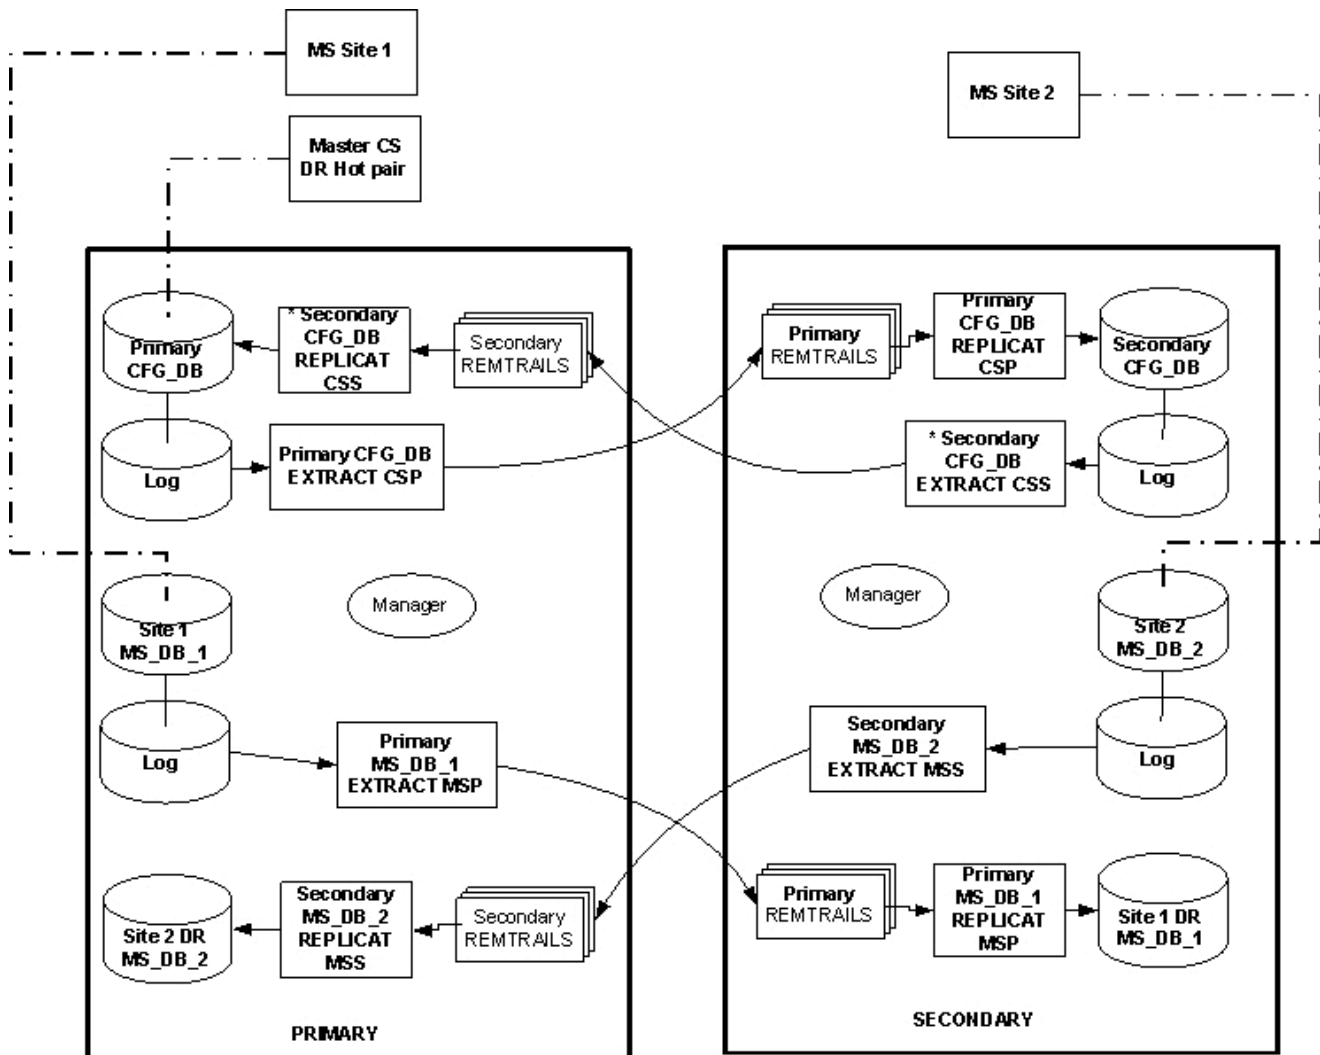 MS Site 1
MS Site 2
Master CS
DR Hot pair
Primary
CFG_DB
* Secondary
CFG_DB
REPLICAT
CSS
Secondary
REMTRAILS
Primary
REMTRAILS
Primary
CFG_DB
REPLICAT
CSP
Secondary
CFG_DB
Log
Primary CFG_DB
EXTRACT CSP
* Secondary
CFG_DB
EXTRACT CSS
Log
Site 1
MS_DB_1
Manager
Manager
Site 2
MS_DB_2
Log
Primary
MS_DB_1
EXTRACT MSP
Secondary
MS_DB_2
EXTRACT MSS
Log
Site 2 DR
MS_DB_2
Secondary
MS_DB_2
REPLICAT
MSS
Secondary
REMTRAILS
Primary
REMTRAILS
Primary
MS_DB_1
REPLICAT
MSP
Site 1 DR
MS_DB_1
PRIMARY
SECONDARY